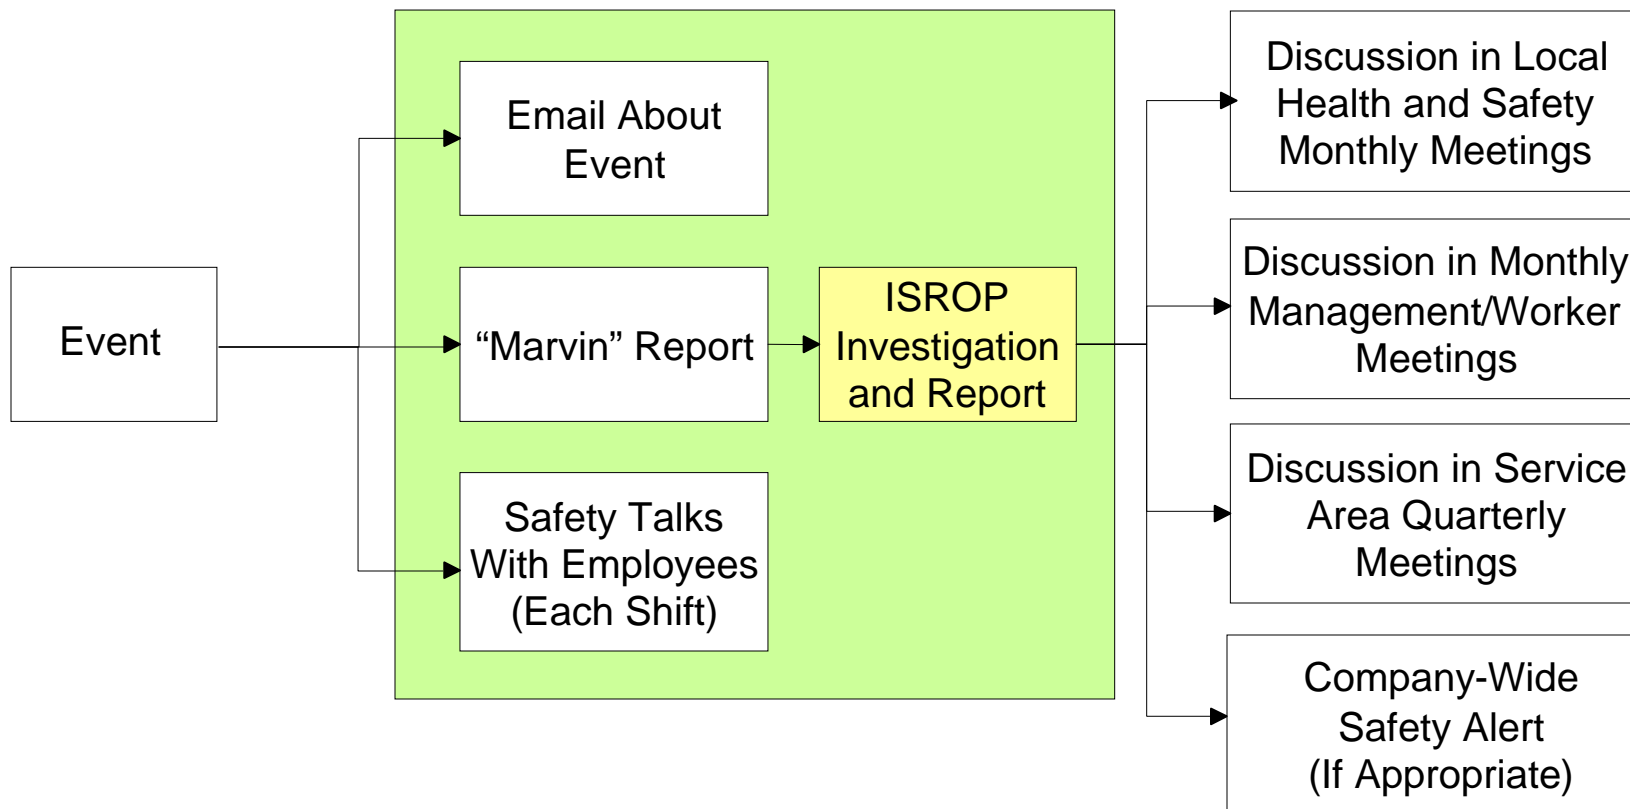 Event
Email About
Event
“Marvin” Report
Safety Talks
With Employees
(Each Shift)
ISROP
Investigation
and Report
Discussion in Local
Health and Safety
Monthly Meetings
Discussion in Monthly
Management/Worker
Meetings
Discussion in Service
Area Quarterly
Meetings
Company-Wide
Safety Alert
(If Appropriate)